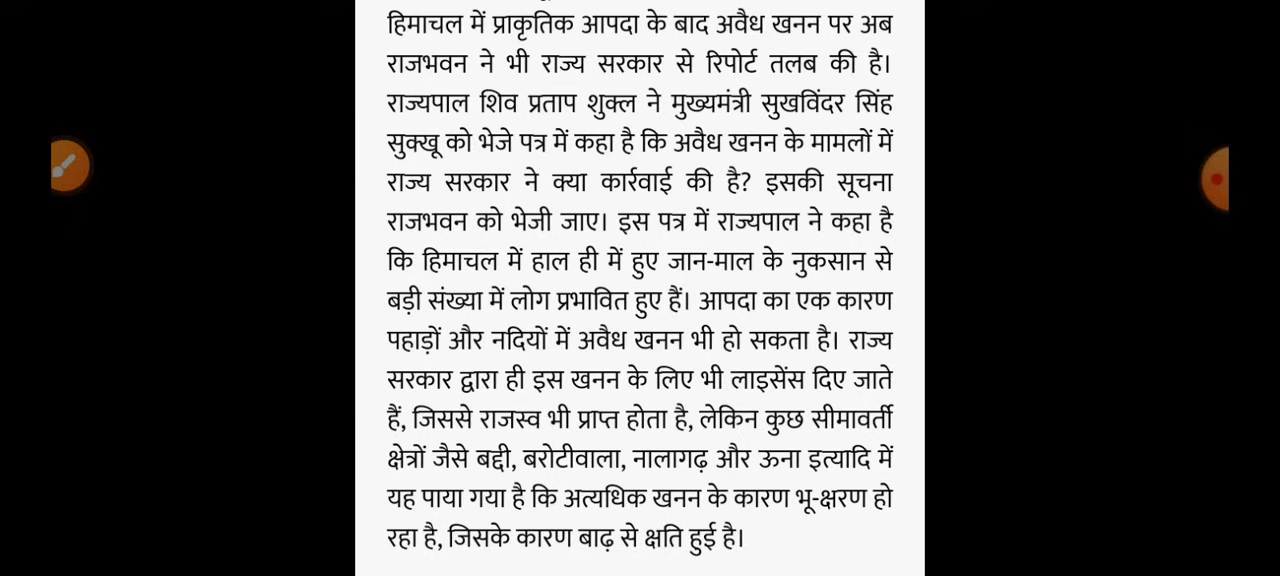 हिमाचल में प्राकृतिक आपदा के बाद अवैध खनन पर अब
राजभवन ने भी राज्य सरकार से रिपोर्ट तलब की है।
राज्यपाल शिव प्रताप शुक्ल ने मुख्यमंत्री सुखविंदर सिंह
सुक्खू को भेजे पत्र में कहा है कि अवैध खनन के मामलों में
राज्य सरकार ने क्या कार्रवाई की है? इसकी सूचना
राजभवन को भेजी जाए। इस पत्र में राज्यपाल ने कहा है
कि हिमाचल में हाल ही में हुए जान-माल के नुकसान से
बड़ी संख्या में लोग प्रभावित हुए हैं। आपदा का एक कारण
पहाड़ों और नदियों में अवैध खनन भी हो सकता है। राज्य
सरकार द्वारा ही इस खनन के लिए भी लाइसेंस दिए जाते
हैं, जिससे राजस्व भी प्राप्त होता है, लेकिन कुछ सीमावर्ती
क्षेत्रों जैसे बद्दी, बरोटीवाला, नालागढ़ और ऊना इत्यादि में
यह पाया गया है कि अत्यधिक खनन के कारण भू-क्षरण हो
रहा है, जिसके कारण बाढ़ से क्षति हुई है।